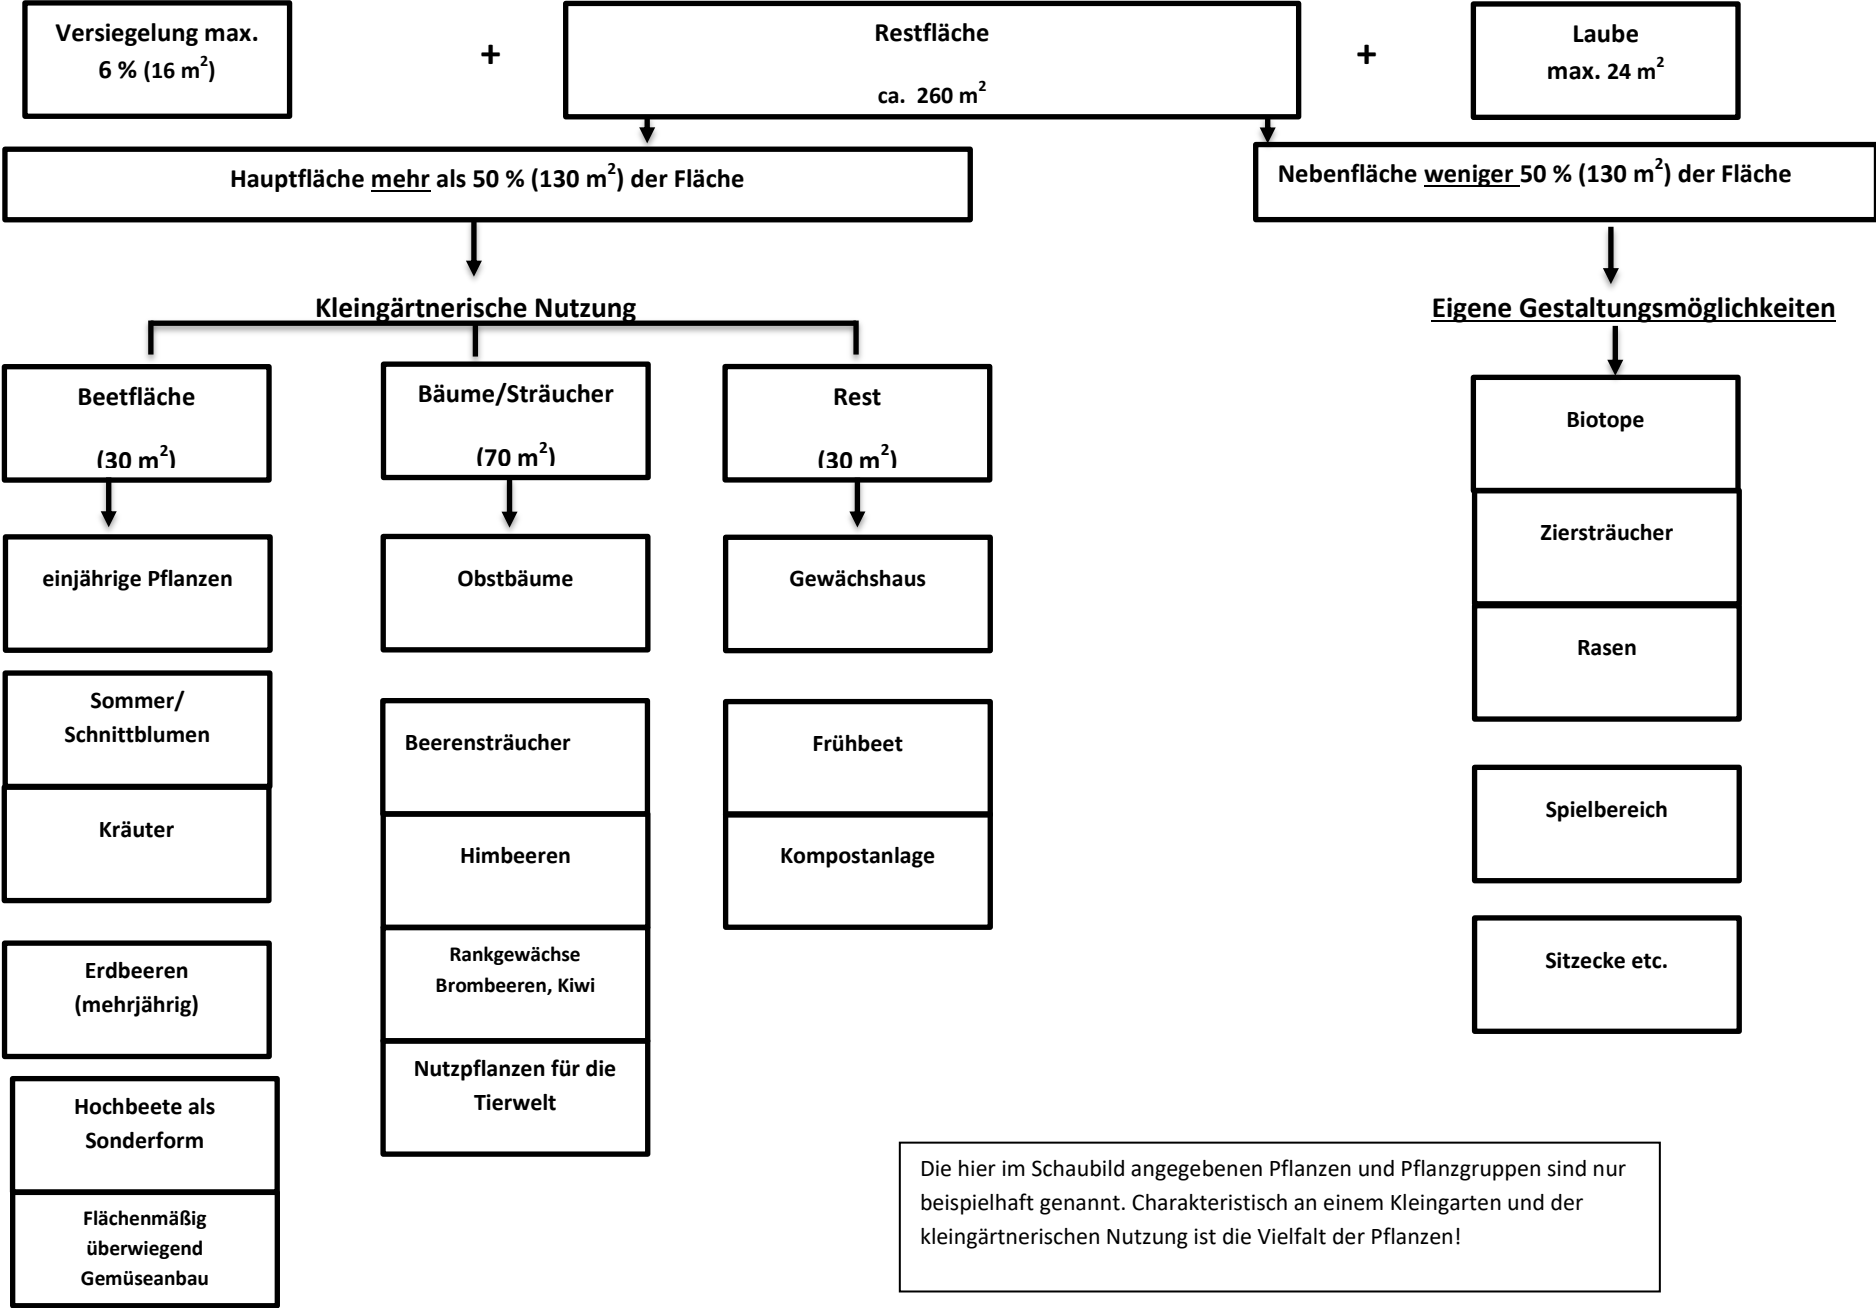 Versiegelung max.
6 % (16 m²)
+
Restfläche
ca. 260 m²
+
Laube
max. 24 m²
Hauptfläche mehr als 50 % (130 m²) der Fläche
Nebenfläche weniger 50 % (130 m²) der Fläche
Kleingärtnerische Nutzung
Eigene Gestaltungsmöglichkeiten
Beetfläche
(30 m²)
Bäume/Sträucher
(70 m²)
Rest
(30 m²)
einjährige Pflanzen
Sommer/
Schnittblumen
Kräuter
Erdbeeren
(mehrjährig)
Hochbeete als
Sonderform
Flächenmäßig
überwiegend
Gemüseanbau
Obstbäume
Beerensträucher
Himbeeren
Rankgewächse
Brombeeren, Kiwi
Nutzpflanzen für die
Tierwelt
Gewächshaus
Frühbeet
Kompostanlage
Biotope
Ziersträucher
Rasen
Spielbereich
Sitzecke etc.
Die hier im Schaubild angegebenen Pflanzen und Pflanzgruppen sind nur
beispielhaft genannt. Charakteristisch an einem Kleingarten und der
kleingärtnerischen Nutzung ist die Vielfalt der Pflanzen!